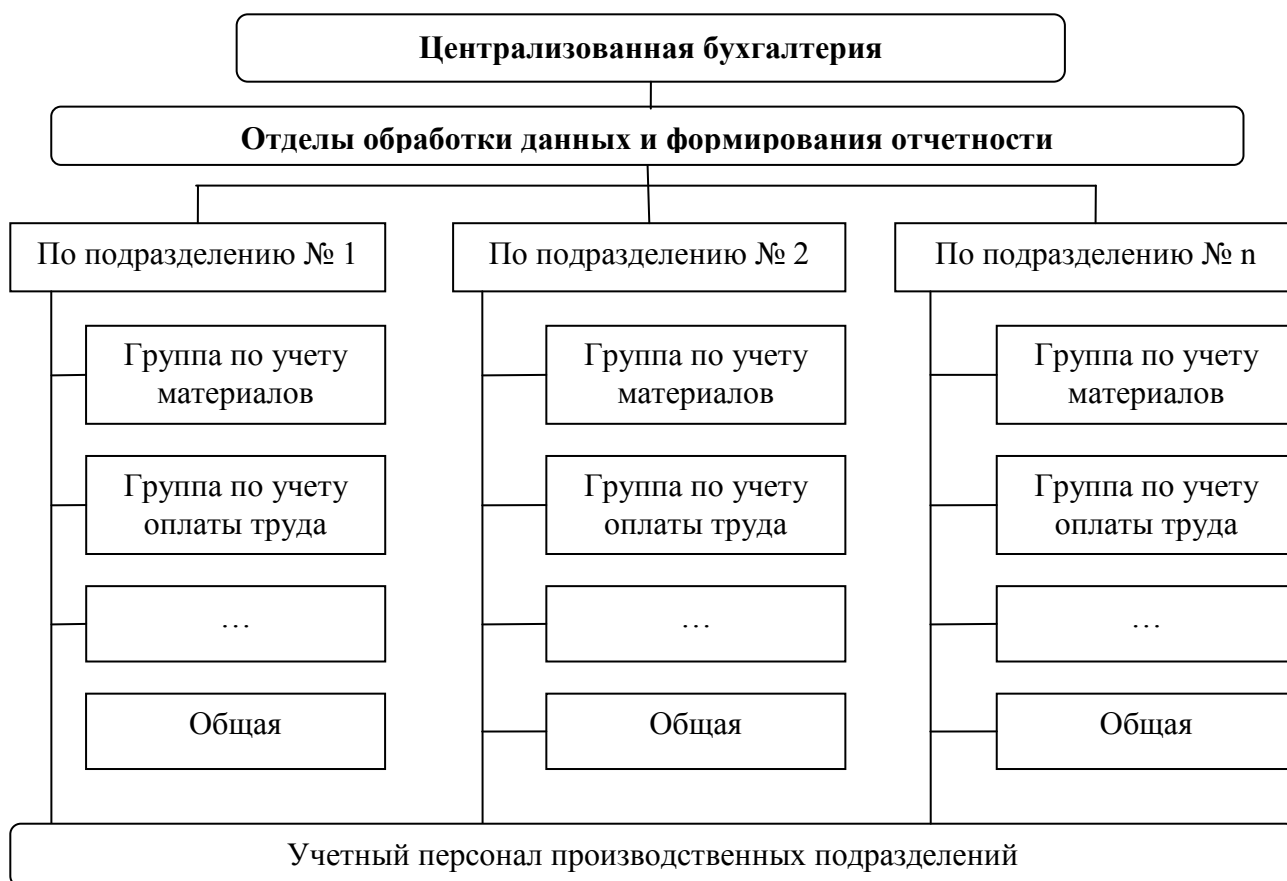 Централизованная бухгалтерия
Отделы обработки данных и формирования отчетности
По подразделению № 1
Группа по учету
материалов
Группа по учету
оплаты труда
…
Общая
По подразделению № 2
Группа по учету
материалов
Группа по учету
оплаты труда
…
Общая
По подразделению № n
Группа по учету
материалов
Группа по учету
оплаты труда
…
Общая
Учетный персонал производственных подразделений